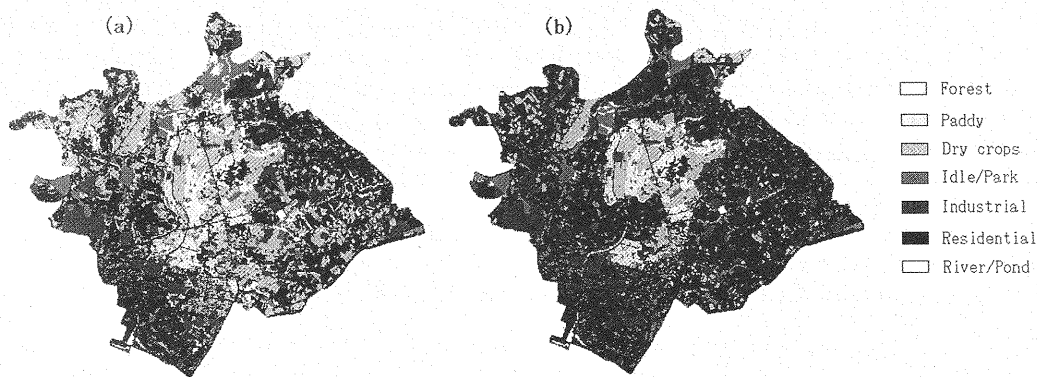 (a)
(b)
Forest
Paddy
Dry crops
Idle/Park
Industrial
Residential
River/Pond